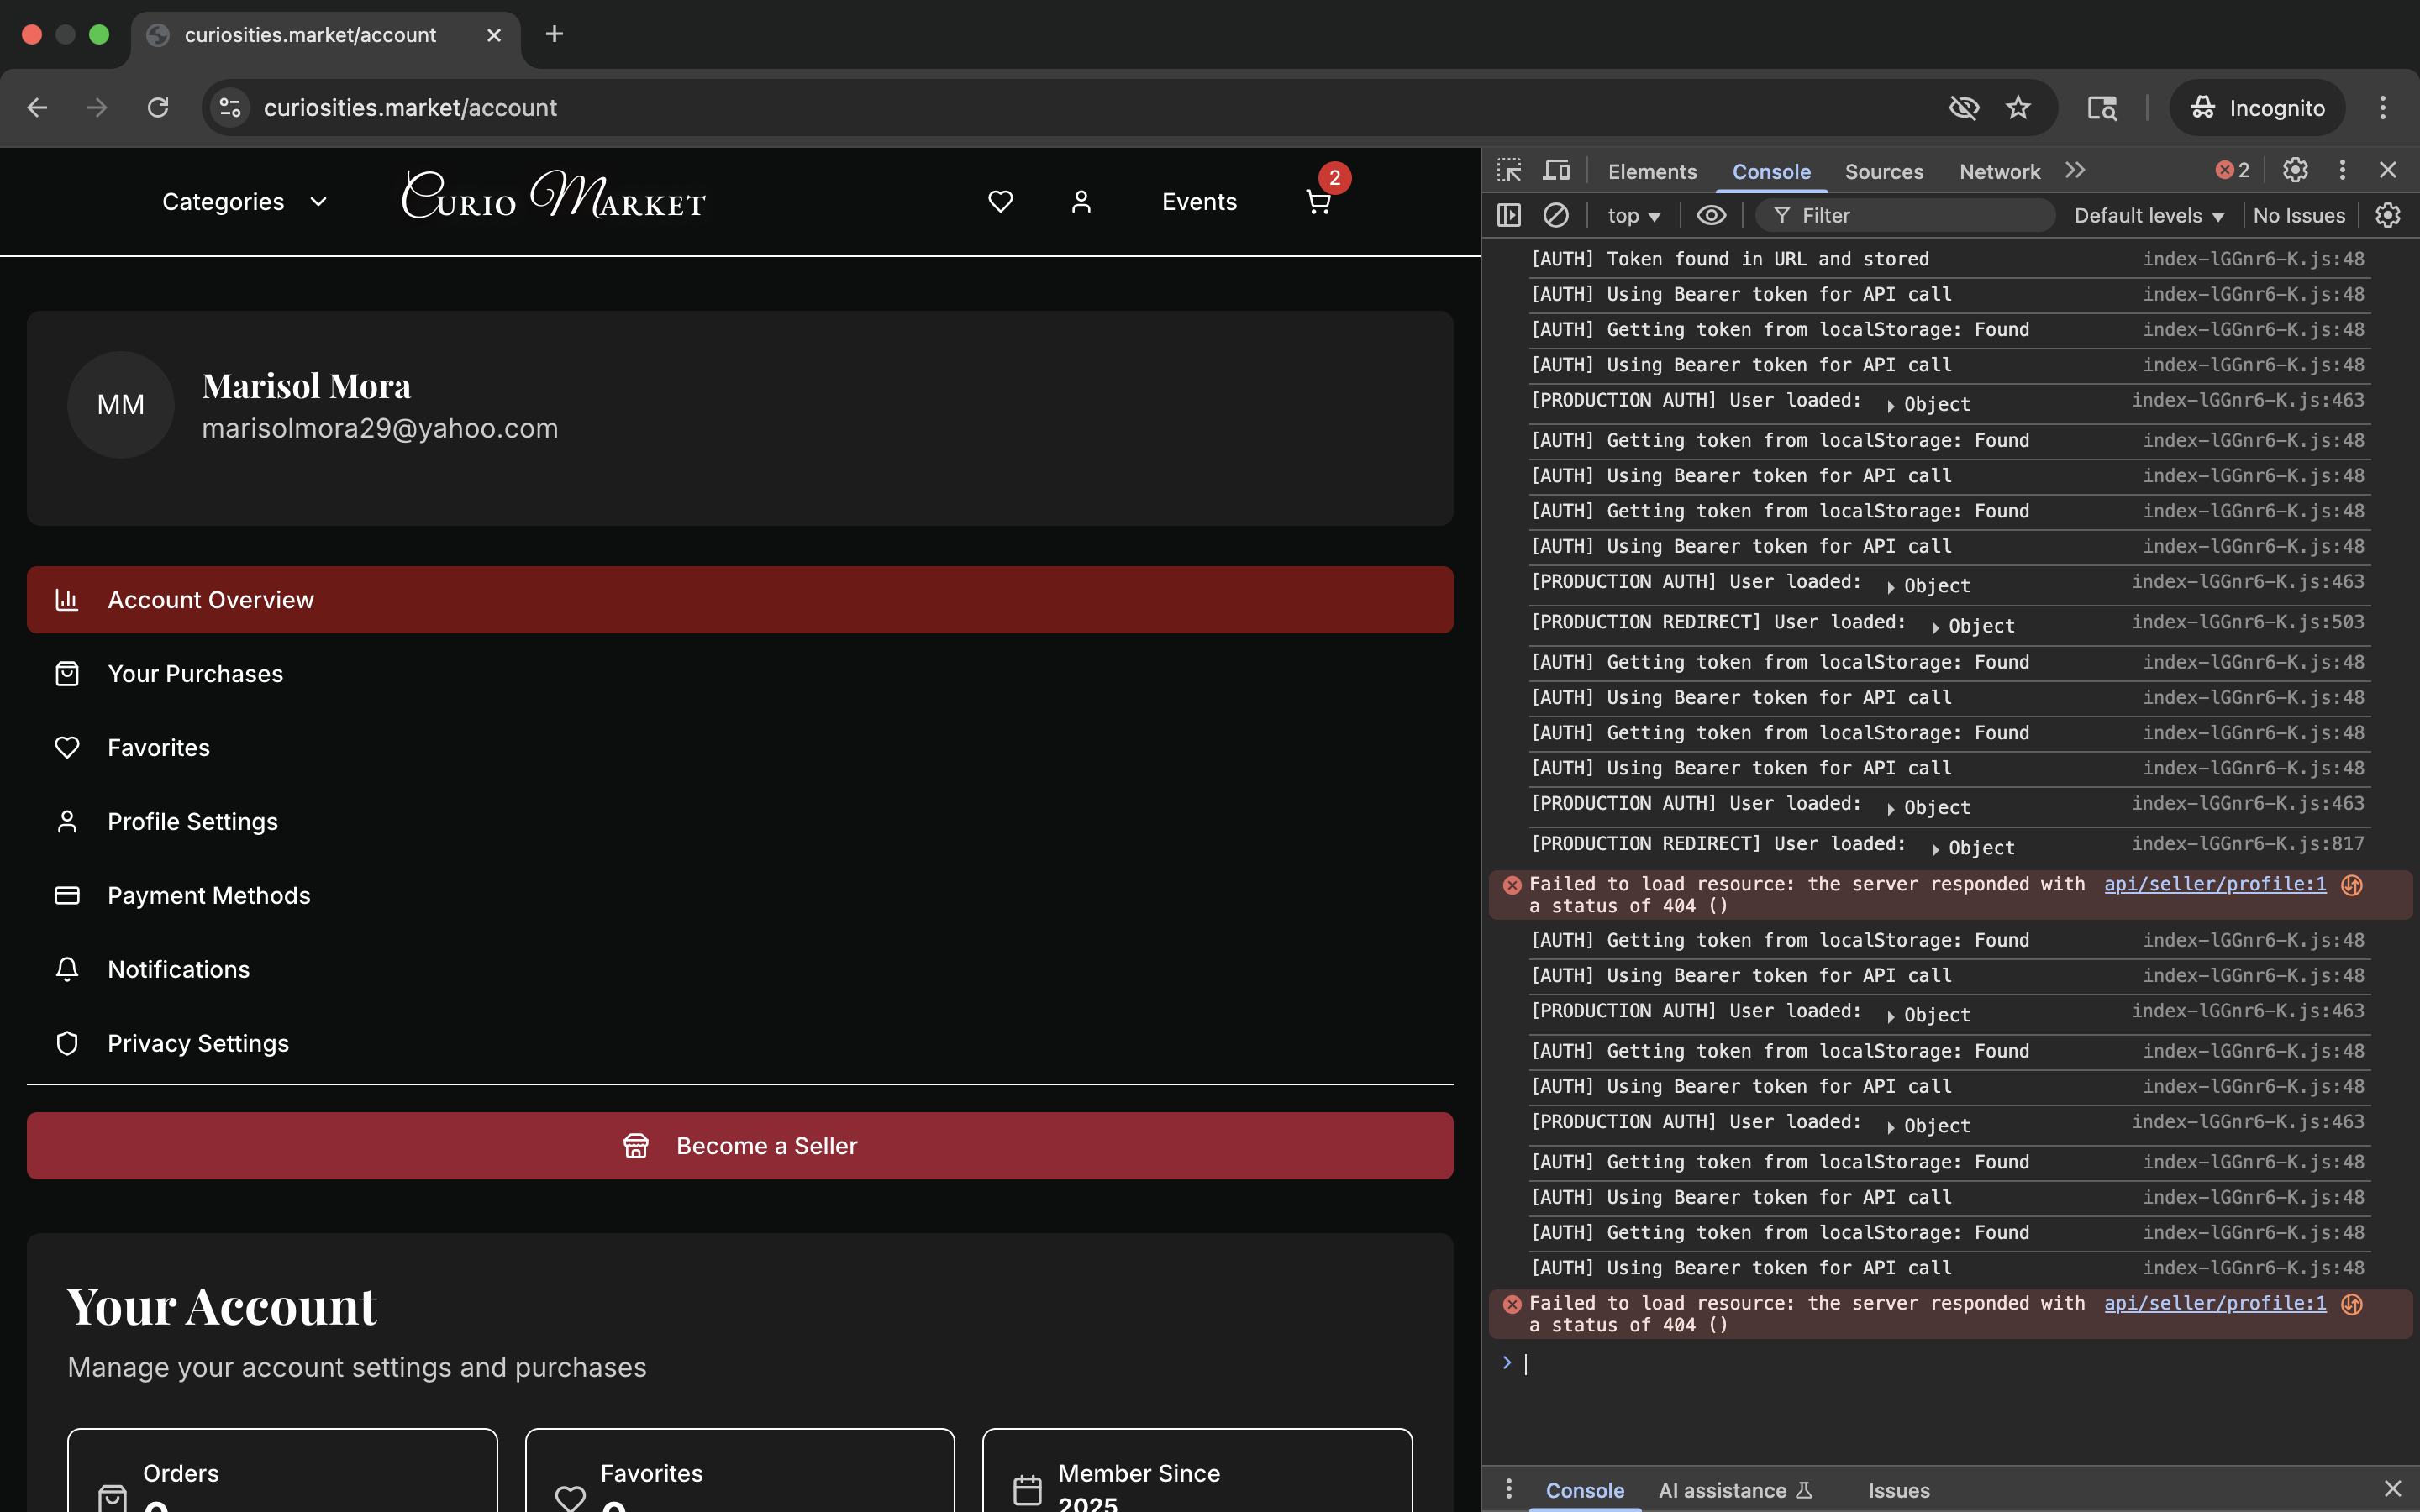 curiosities.market/account
curiosities.market/account
Incognito
Categories
Curio Market
Events
2
Marisol Mora
MM
marisolmora29@yahoo.com
Account Overview
Your Purchases
Favorites
Profile Settings
Payment Methods
Notifications
Privacy Settings
Become a Seller
Your Account
Manage your account settings and purchases
Orders
0
Favorites
0
Member Since
2025
Elements Console Sources Network 2
top Filter Default levels No Issues
[AUTH] Token found in URL and stored index-lGGnr6-K.js:48
[AUTH] Using Bearer token for API call index-lGGnr6-K.js:48
[AUTH] Getting token from localStorage: Found index-lGGnr6-K.js:48
[AUTH] Using Bearer token for API call index-lGGnr6-K.js:48
[PRODUCTION AUTH] User loaded: Object index-lGGnr6-K.js:463
[AUTH] Getting token from localStorage: Found index-lGGnr6-K.js:48
[AUTH] Using Bearer token for API call index-lGGnr6-K.js:48
[AUTH] Getting token from localStorage: Found index-lGGnr6-K.js:48
[AUTH] Using Bearer token for API call index-lGGnr6-K.js:48
[PRODUCTION AUTH] User loaded: Object index-lGGnr6-K.js:463
[PRODUCTION REDIRECT] User loaded: Object index-lGGnr6-K.js:503
[AUTH] Getting token from localStorage: Found index-lGGnr6-K.js:48
[AUTH] Using Bearer token for API call index-lGGnr6-K.js:48
[AUTH] Getting token from localStorage: Found index-lGGnr6-K.js:48
[AUTH] Using Bearer token for API call index-lGGnr6-K.js:48
[PRODUCTION AUTH] User loaded: Object index-lGGnr6-K.js:463
[PRODUCTION REDIRECT] User loaded: Object index-lGGnr6-K.js:817
Failed to load resource: the server responded with api/seller/profile:1
a status of 404 ()
[AUTH] Getting token from localStorage: Found index-lGGnr6-K.js:48
[AUTH] Using Bearer token for API call index-lGGnr6-K.js:48
[PRODUCTION AUTH] User loaded: Object index-lGGnr6-K.js:463
[AUTH] Getting token from localStorage: Found index-lGGnr6-K.js:48
[AUTH] Using Bearer token for API call index-lGGnr6-K.js:48
[PRODUCTION AUTH] User loaded: Object index-lGGnr6-K.js:463
[AUTH] Getting token from localStorage: Found index-lGGnr6-K.js:48
[AUTH] Using Bearer token for API call index-lGGnr6-K.js:48
[AUTH] Getting token from localStorage: Found index-lGGnr6-K.js:48
[AUTH] Using Bearer token for API call index-lGGnr6-K.js:48
Failed to load resource: the server responded with api/seller/profile:1
a status of 404 ()
Console AI assistance Issues